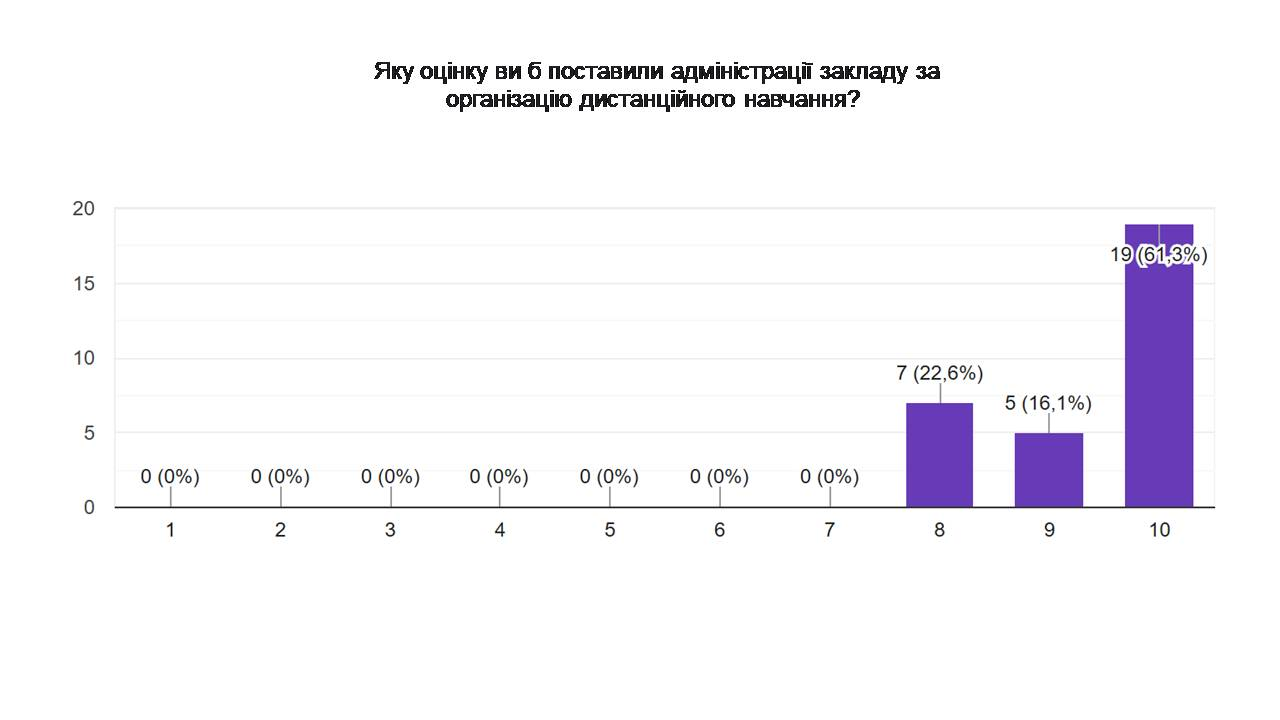 Яку оцінку ви б поставили адміністрації закладу за
організацію дистанційного навчання?
20
15
10
5
0
19 (61,3%)
7 (22,6%)
5 (16,1%)
0 (0%) 0 (0%) 0 (0%) 0 (0%) 0 (0%) 0 (0%) 0 (0%)
1 2 3 4 5 6 7 8 9 10